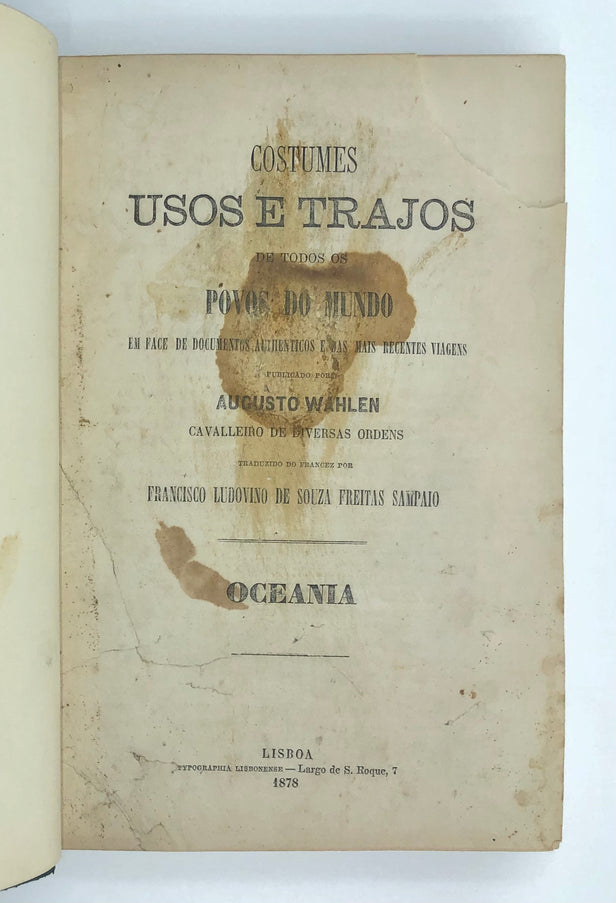 COSTUMES
USOS E TRAJOS
DE TODOS OS
POVOS DO MUNDO
EM FACE DE DOCUMENTOS AUTHENTICOS E DAS MAIS RECENTES VIAGENS
PUBLICADO POR
AUGUSTO WAHLEN
CAVALLEIRO DE DIVERSAS ORDENS
TRADUZIDO DO FRANCEZ POR
FRANCISCO LUDOVINO DE SOUZA FREITAS SAMPAIO
OCEANIA
LISBOA
TYPOGRAPHIA LISBONENSE — Largo de S. Roque, 7
1878